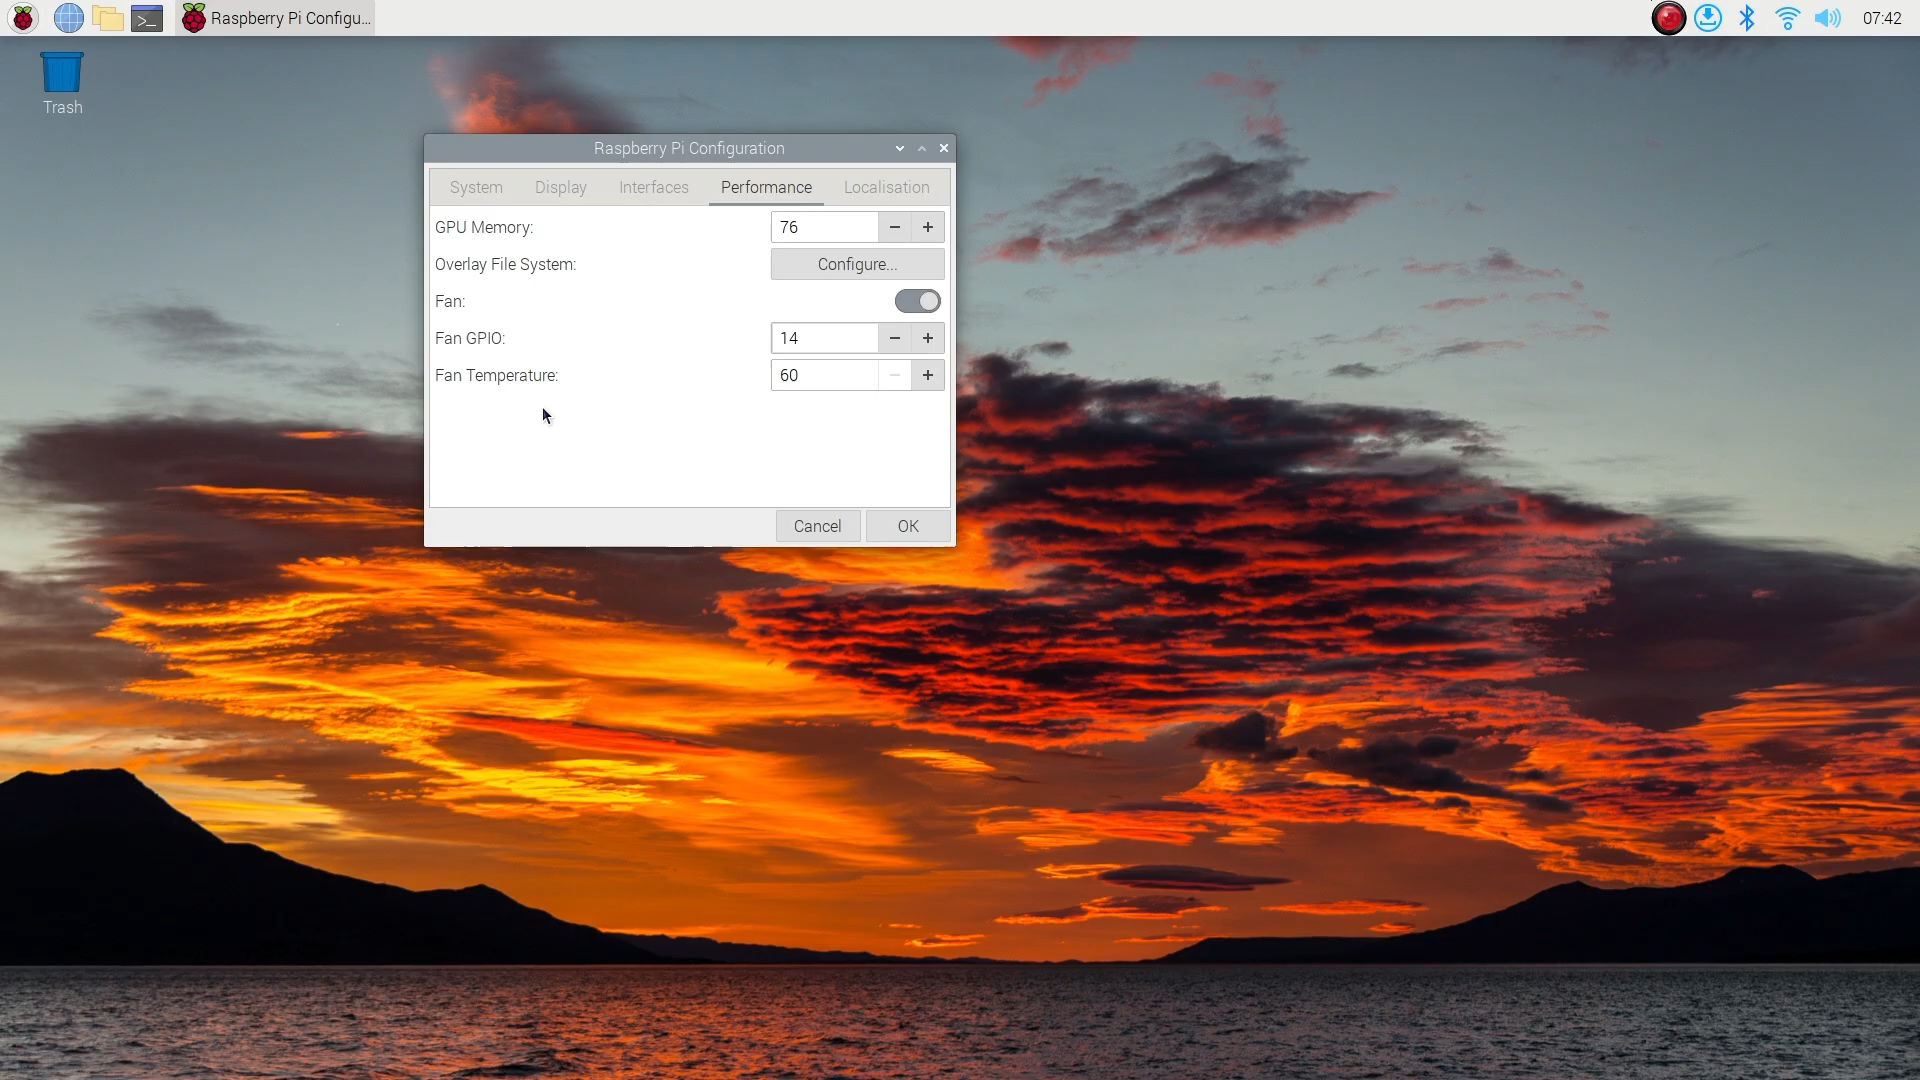 Raspberry Pi Configu...
07:42
Trash
Raspberry Pi Configuration
System Display Interfaces Performance Localisation
GPU Memory: 76 − +
Overlay File System: Configure...
Fan:
Fan GPIO: 14 − +
Fan Temperature: 60 − +
Cancel OK